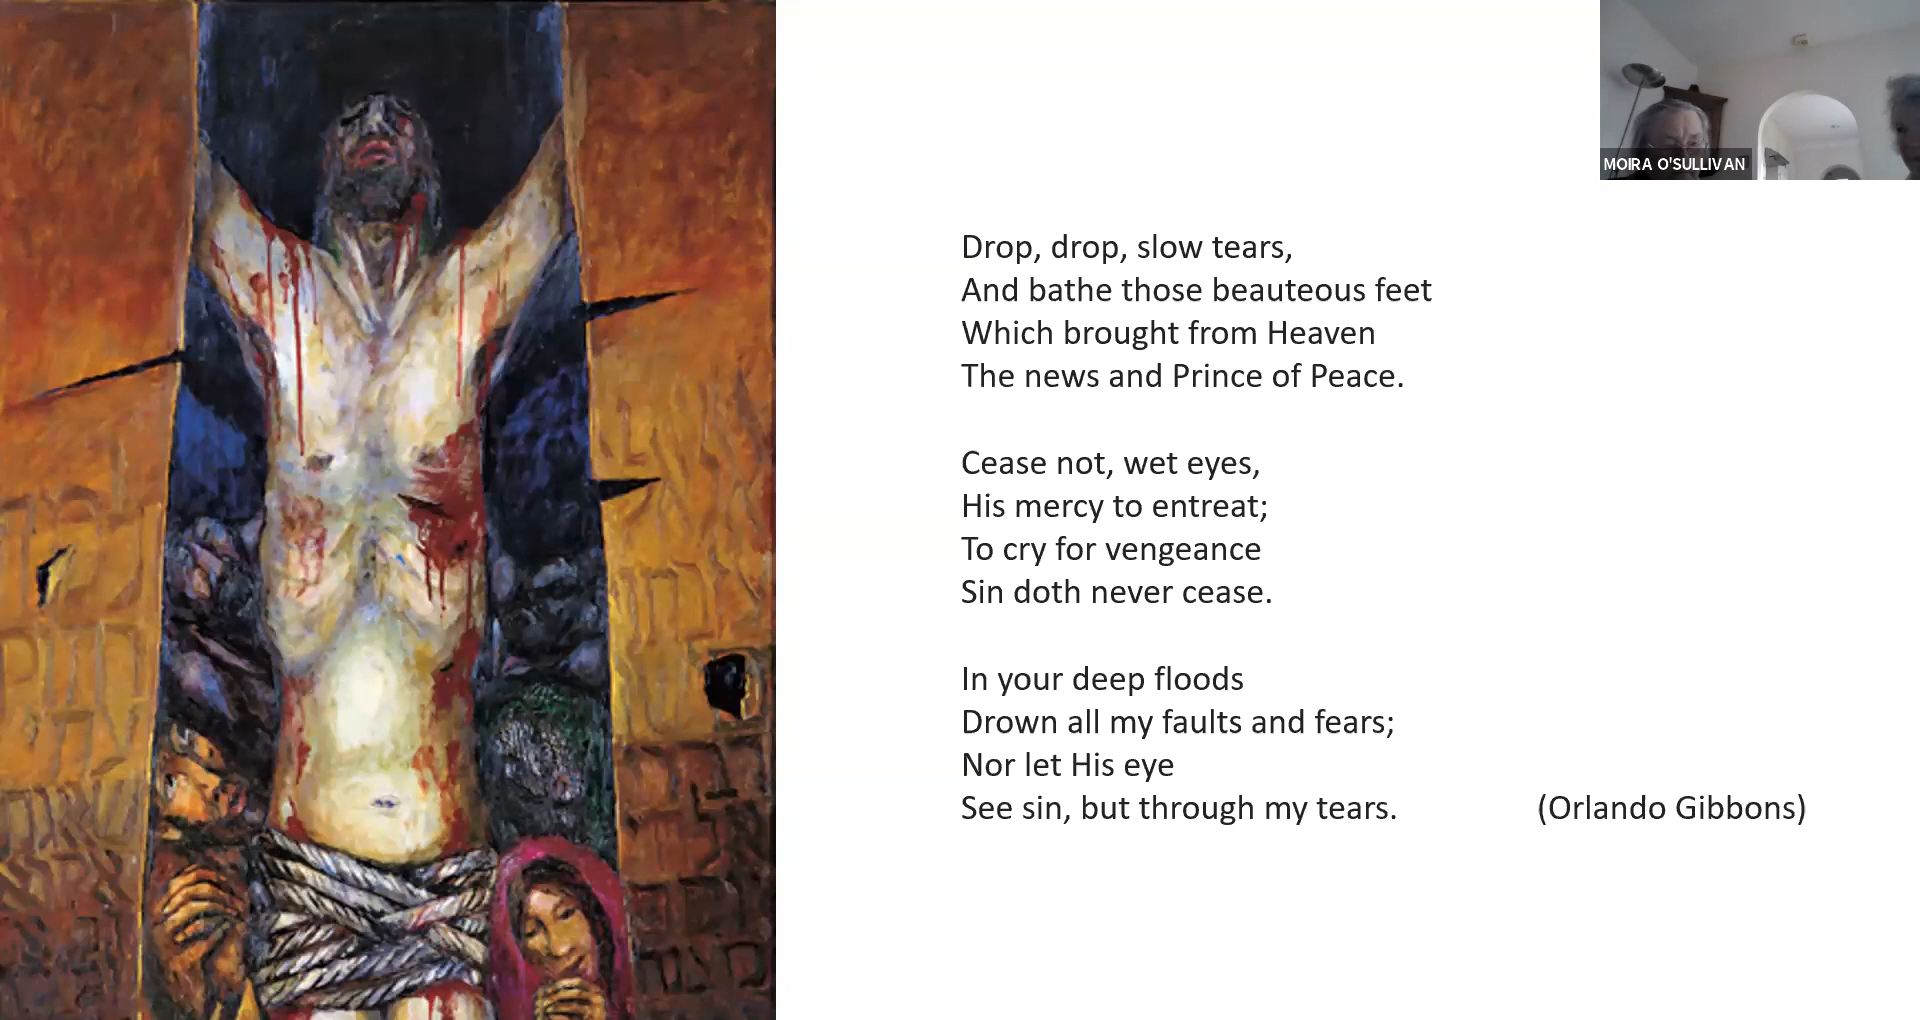 MOIRA O'SULLIVAN
Drop, drop, slow tears,
And bathe those beauteous feet
Which brought from Heaven
The news and Prince of Peace.
Cease not, wet eyes,
His mercy to entreat;
To cry for vengeance
Sin doth never cease.
In your deep floods
Drown all my faults and fears;
Nor let His eye
See sin, but through my tears.
(Orlando Gibbons)